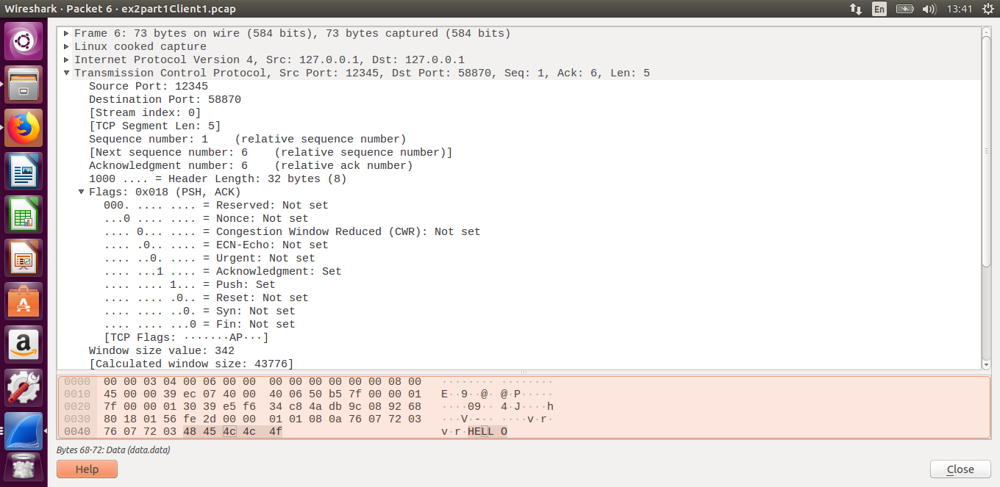 Wireshark · Packet 6 · ex2part1Client1.pcap
En
13:41
Frame 6: 73 bytes on wire (584 bits), 73 bytes captured (584 bits)
Linux cooked capture
Internet Protocol Version 4, Src: 127.0.0.1, Dst: 127.0.0.1
Transmission Control Protocol, Src Port: 12345, Dst Port: 58870, Seq: 1, Ack: 6, Len: 5
Source Port: 12345
Destination Port: 58870
[Stream index: 0]
[TCP Segment Len: 5]
Sequence number: 1    (relative sequence number)
[Next sequence number: 6    (relative sequence number)]
Acknowledgment number: 6    (relative ack number)
1000 .... = Header Length: 32 bytes (8)
Flags: 0x018 (PSH, ACK)
000. .... .... = Reserved: Not set
...0 .... .... = Nonce: Not set
.... 0... .... = Congestion Window Reduced (CWR): Not set
.... .0.. .... = ECN-Echo: Not set
.... ..0. .... = Urgent: Not set
.... ...1 .... = Acknowledgment: Set
.... .... 1... = Push: Set
.... .... .0.. = Reset: Not set
.... .... ..0. = Syn: Not set
.... .... ...0 = Fin: Not set
[TCP Flags: ·······AP···]
Window size value: 342
[Calculated window size: 43776]
0000 00 00 03 04 00 06 00 00  00 00 00 00 00 00 08 00 ········ ········
0010 45 00 00 39 ec 07 40 00  40 06 50 b5 7f 00 00 01 E··9··@· @·P·····
0020 7f 00 00 01 30 39 e5 f6  34 c8 4a db 9c 08 92 68 ····09·· 4·J····h
0030 80 18 01 56 fe 2d 00 00  01 01 08 0a 76 07 72 03 ···V·-·· ····v·r·
0040 76 07 72 03 48 45 4c 4c  4f v·r·HELL O
Bytes 68-72: Data (data.data)
Help
Close